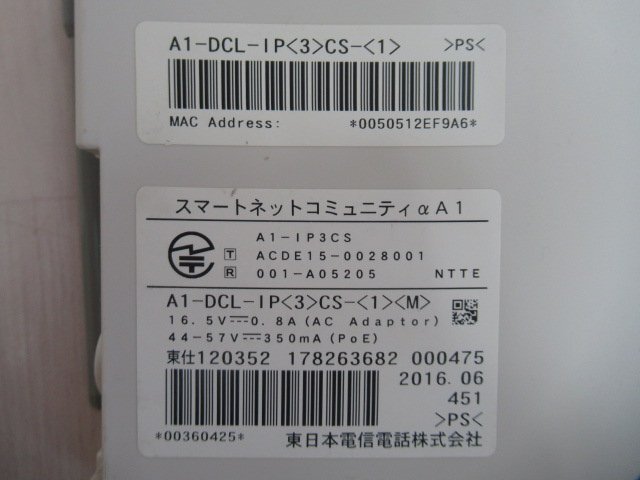 A1-DCL-IP<3>CS-<1> >PS<
MAC Address: *0050512EF9A6*
スマートネットコミュニティαA1
A1-IP3CS
T ACDE15-0028001
R 001-A05205 NTTE
A1-DCL-IP<3>CS-<1><M>
16.5V⎓0.8A(AC Adaptor)
44-57V⎓350mA(PoE)
東仕120352 178263682 000475
2016.06
451
>PS<
*00360425* 東日本電信電話株式会社